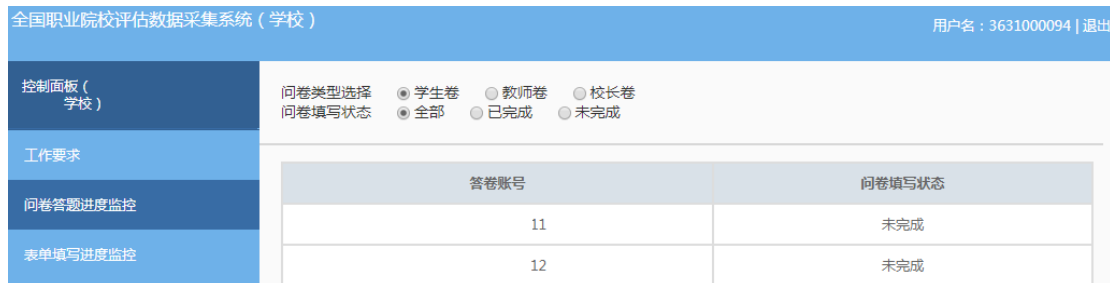 全国职业院校评估数据采集系统（学校）
用户名：3631000094 | 退出
控制面板（
学校）
工作要求
问卷答题进度监控
表单填写进度监控
问卷类型选择 学生卷 教师卷 校长卷
问卷填写状态 全部 已完成 未完成
答卷账号 问卷填写状态
11 未完成
12 未完成